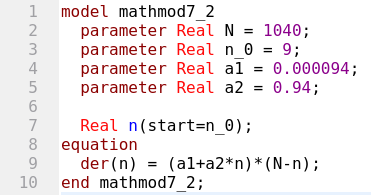 1 model mathmod7_2
2   parameter Real N = 1040;
3   parameter Real n_0 = 9;
4   parameter Real a1 = 0.000094;
5   parameter Real a2 = 0.94;
6
7   Real n(start=n_0);
8 equation
9   der(n) = (a1+a2*n)*(N-n);
10 end mathmod7_2;